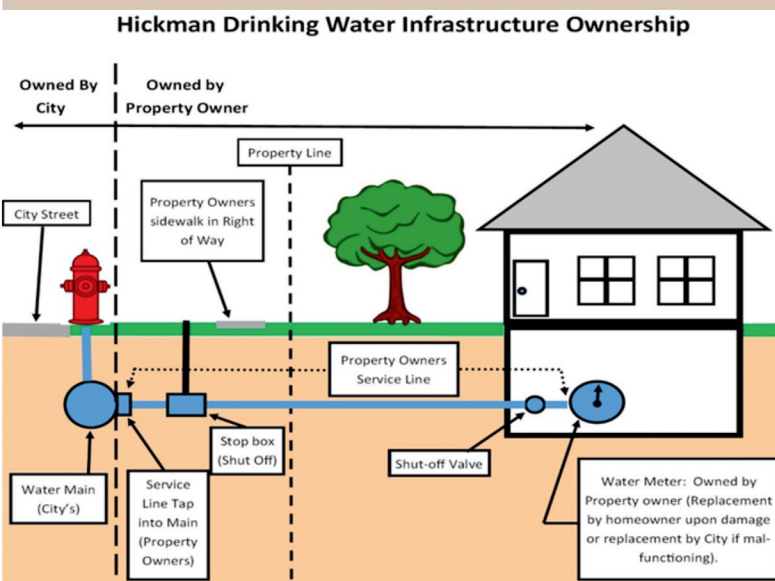 Hickman Drinking Water Infrastructure Ownership
Owned By
City
Owned by
Property Owner
Property Line
City Street
Property Owners
sidewalk in Right
of Way
Property Owners
Service Line
Stop box
(Shut Off)
Shut-off Valve
Water Main
(City's)
Service
Line Tap
into Main
(Property
Owners)
Water Meter: Owned by
Property owner (Replacement
by homeowner upon damage
or replacement by City if mal-
functioning).